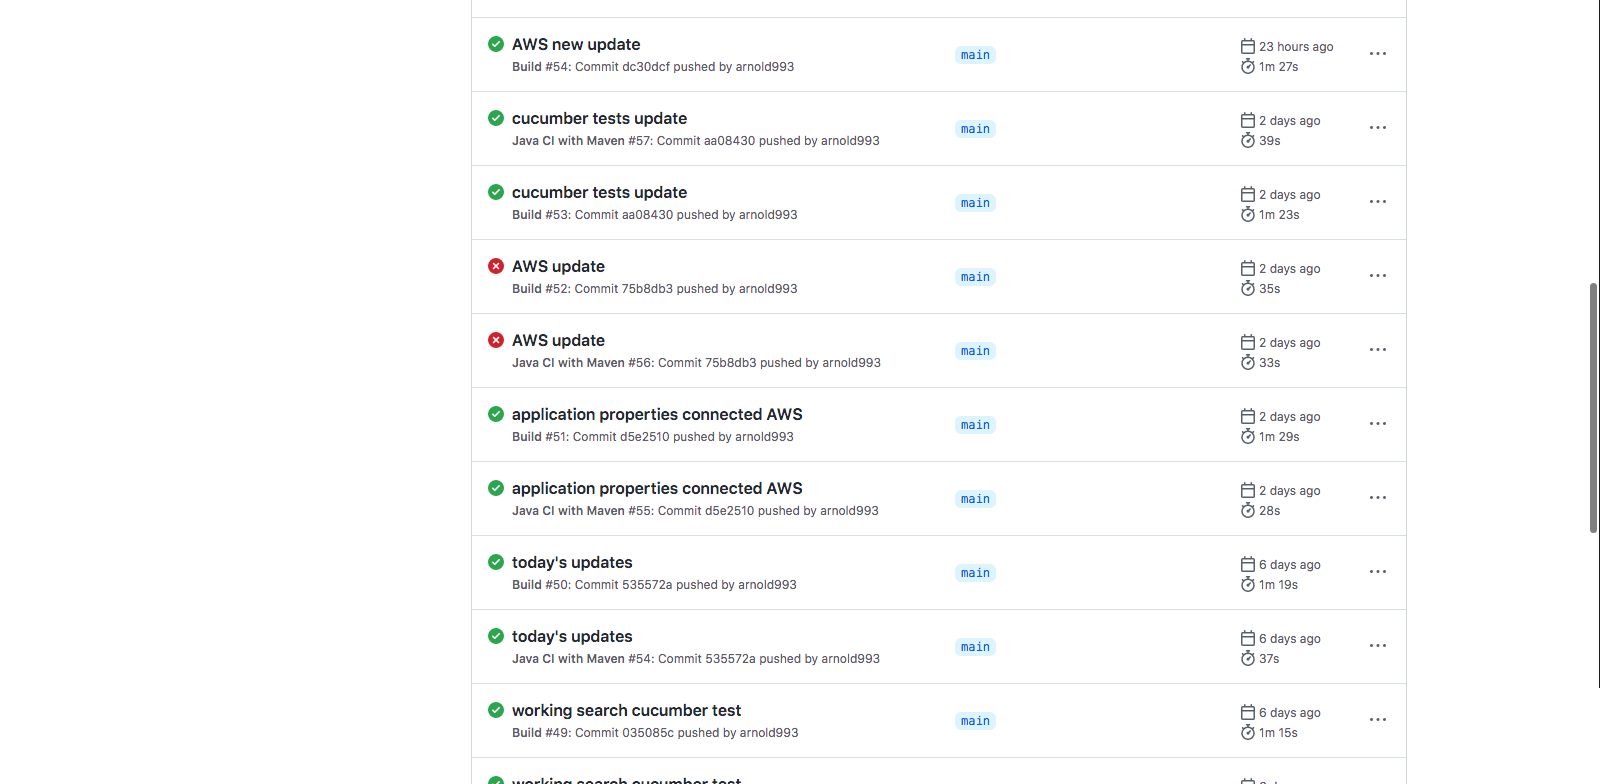 AWS new update
Build #54: Commit dc30dcf pushed by arnold993
main
23 hours ago
1m 27s
cucumber tests update
Java CI with Maven #57: Commit aa08430 pushed by arnold993
main
2 days ago
39s
cucumber tests update
Build #53: Commit aa08430 pushed by arnold993
main
2 days ago
1m 23s
AWS update
Build #52: Commit 75b8db3 pushed by arnold993
main
2 days ago
35s
AWS update
Java CI with Maven #56: Commit 75b8db3 pushed by arnold993
main
2 days ago
33s
application properties connected AWS
Build #51: Commit d5e2510 pushed by arnold993
main
2 days ago
1m 29s
application properties connected AWS
Java CI with Maven #55: Commit d5e2510 pushed by arnold993
main
2 days ago
28s
today's updates
Build #50: Commit 535572a pushed by arnold993
main
6 days ago
1m 19s
today's updates
Java CI with Maven #54: Commit 535572a pushed by arnold993
main
6 days ago
37s
working search cucumber test
Build #49: Commit 035085c pushed by arnold993
main
6 days ago
1m 15s
working search cucumber test